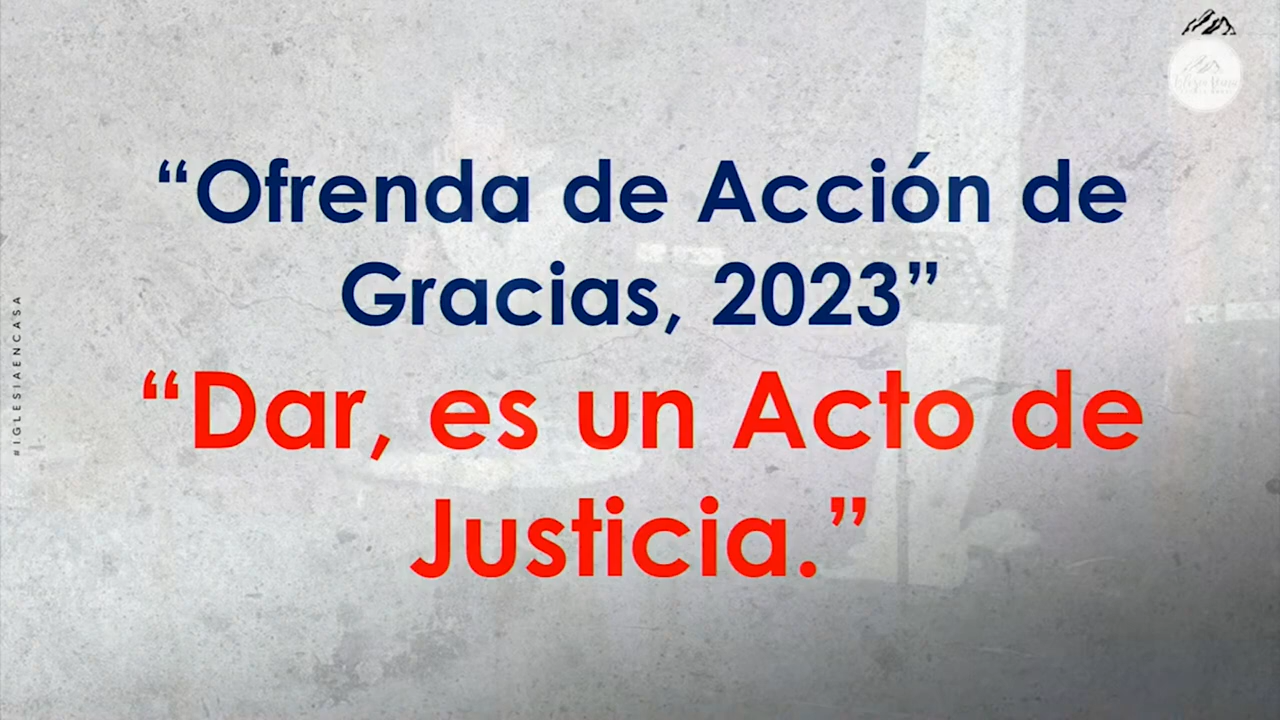 “Ofrenda de Acción de
Gracias, 2023”
“Dar, es un Acto de
Justicia.”
#IGLESIAENCASA